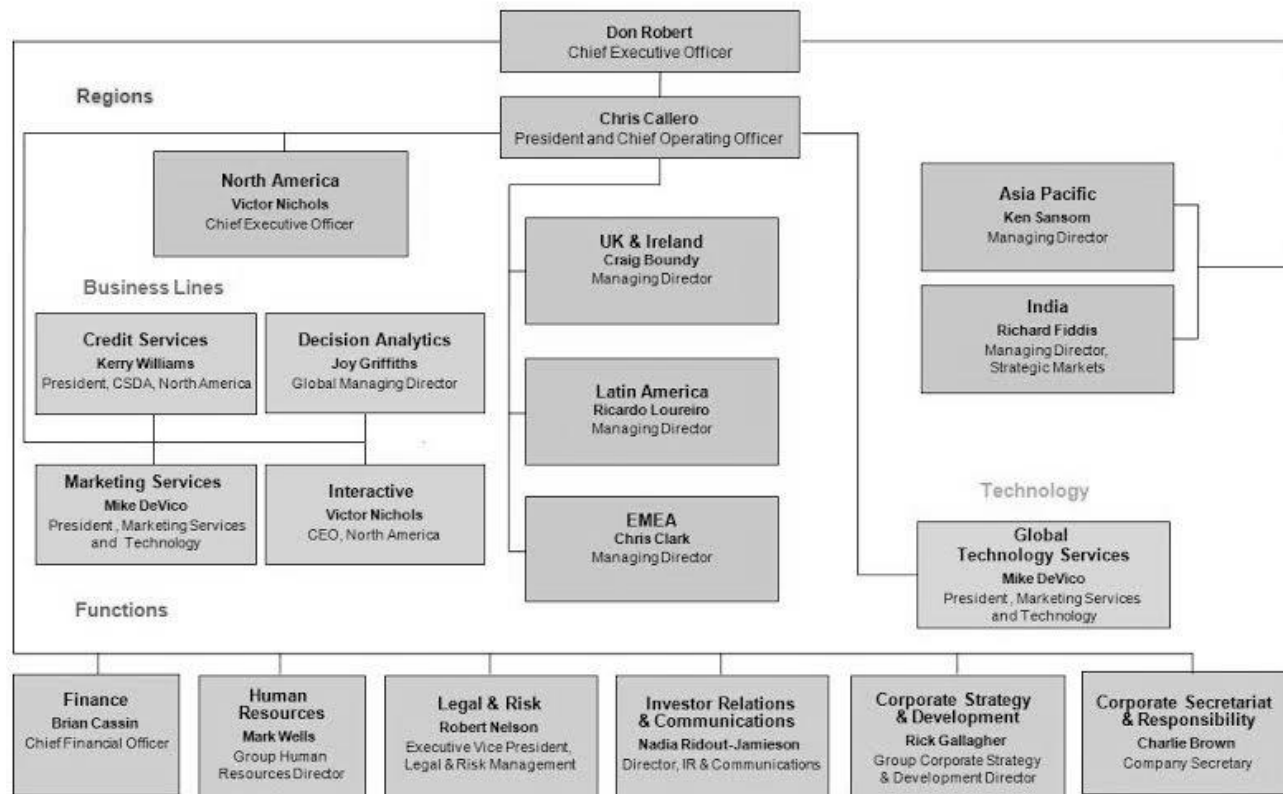 Don Robert
Chief Executive Officer
Regions
Chris Callero
President and Chief Operating Officer
North America
Victor Nichols
Chief Executive Officer
Asia Pacific
Ken Sansom
Managing Director
UK & Ireland
Craig Boundy
Managing Director
India
Richard Fiddis
Managing Director,
Strategic Markets
Business Lines
Credit Services
Kerry Williams
President, CSDA, North America
Decision Analytics
Joy Griffiths
Global Managing Director
Latin America
Ricardo Loureiro
Managing Director
Marketing Services
Mike DeVico
President, Marketing Services
and Technology
Interactive
Victor Nichols
CEO, North America
EMEA
Chris Clark
Managing Director
Technology
Global
Technology Services
Mike DeVico
President, Marketing Services
and Technology
Functions
Finance
Brian Cassin
Chief Financial Officer
Human
Resources
Mark Wells
Group Human
Resources Director
Legal & Risk
Robert Nelson
Executive Vice President,
Legal & Risk Management
Investor Relations
& Communications
Nadia Ridout-Jamieson
Director, IR & Communications
Corporate Strategy
& Development
Rick Gallagher
Group Corporate Strategy
& Development Director
Corporate Secretariat
& Responsibility
Charlie Brown
Company Secretary